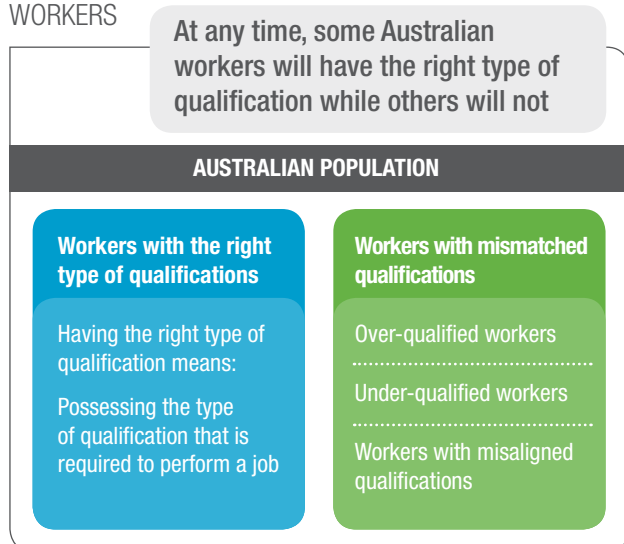 WORKERS
At any time, some Australian
workers will have the right type of
qualification while others will not
AUSTRALIAN POPULATION
Workers with the right
type of qualifications
Having the right type of
qualification means:
Possessing the type
of qualification that is
required to perform a job
Workers with mismatched
qualifications
Over-qualified workers
Under-qualified workers
Workers with misaligned
qualifications